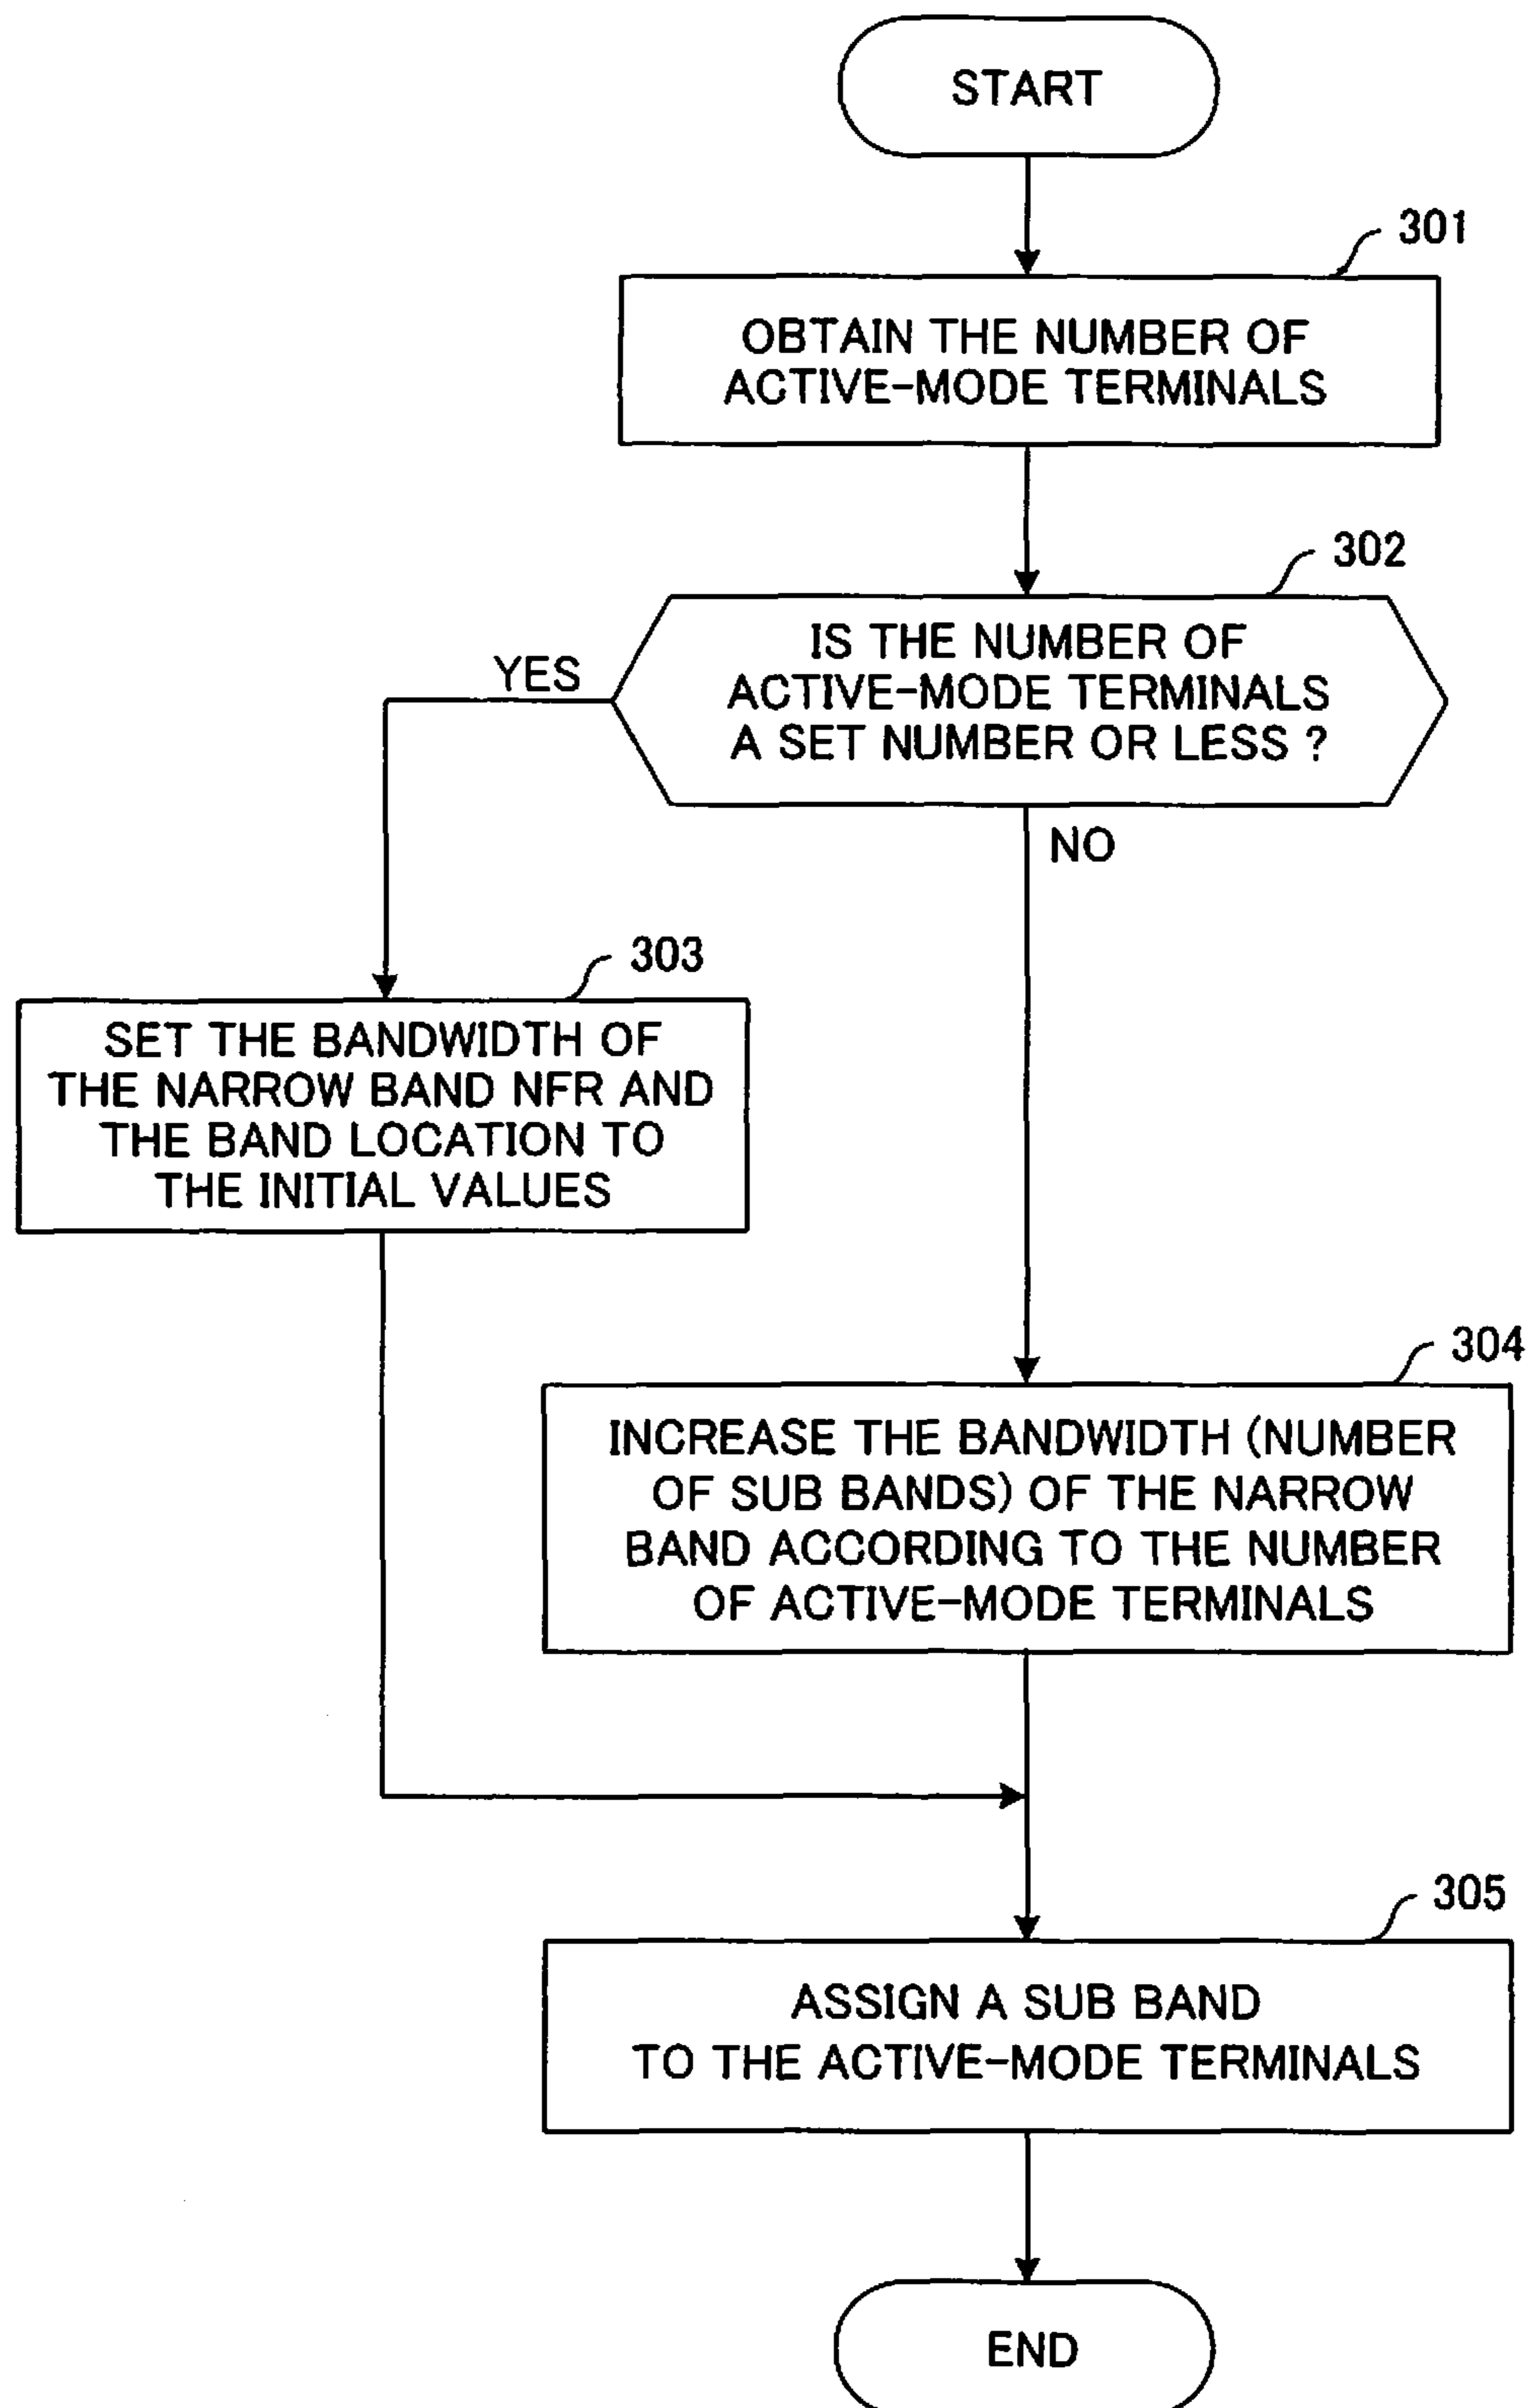 START
301
OBTAIN THE NUMBER OF
ACTIVE-MODE TERMINALS
302
IS THE NUMBER OF
ACTIVE-MODE TERMINALS
A SET NUMBER OR LESS ?
YES
NO
303
SET THE BANDWIDTH OF
THE NARROW BAND NFR AND
THE BAND LOCATION TO
THE INITIAL VALUES
304
INCREASE THE BANDWIDTH (NUMBER
OF SUB BANDS) OF THE NARROW
BAND ACCORDING TO THE NUMBER
OF ACTIVE-MODE TERMINALS
305
ASSIGN A SUB BAND
TO THE ACTIVE-MODE TERMINALS
END